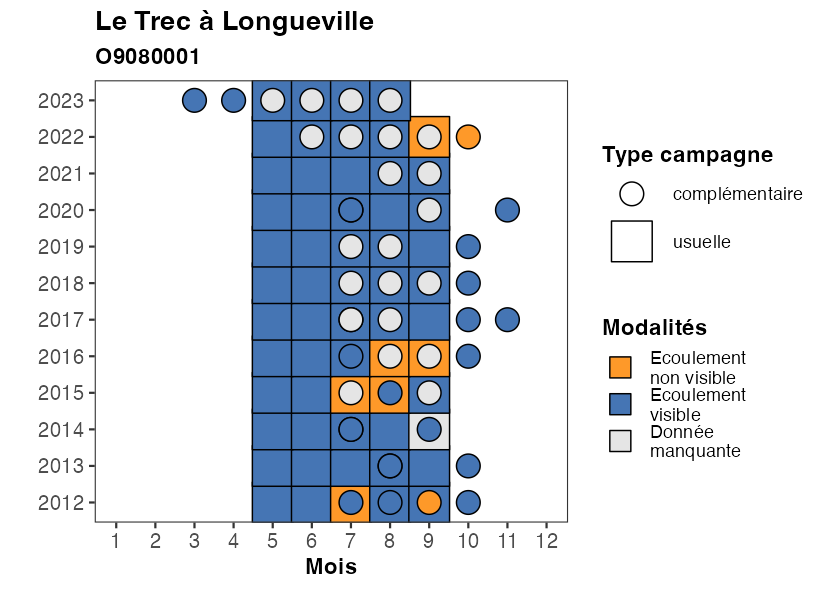 Le Trec à Longueville
O9080001
2023
2022
2021
2020
2019
2018
2017
2016
2015
2014
2013
2012
1 2 3 4 5 6 7 8 9 10 11 12
Mois
Type campagne
complémentaire
usuelle
Modalités
Ecoulement
non visible
Ecoulement
visible
Donnée
manquante